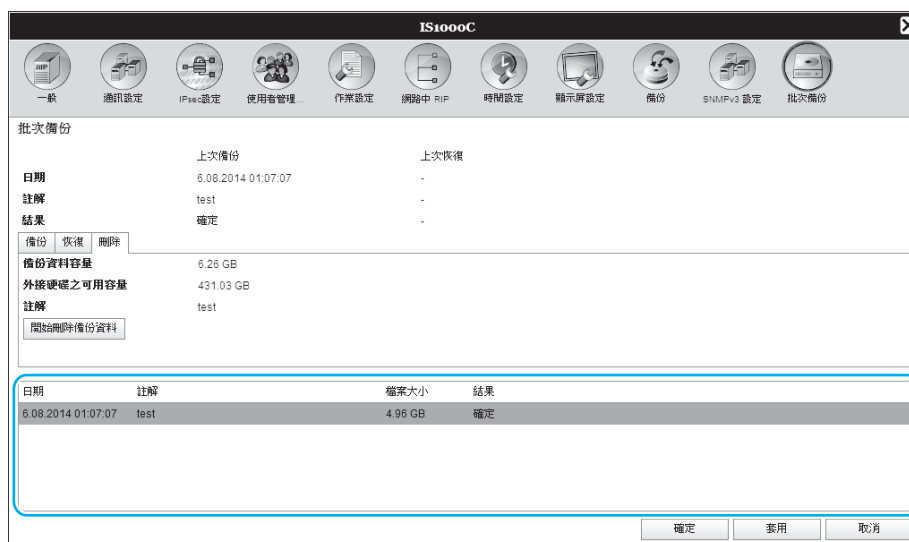 IS1000C
RIP
一般 通訊設定 IPsec設定 使用者管理... 作業設定 網路中 RIP 時間設定 顯示屏設定 備份 SNMPv3 設定 批次備份
批次備份
上次備份 上次恢復
日期 6.08.2014 01:07:07 -
註解 test -
結果 確定 -
備份 恢復 刪除
備份資料容量 6.26 GB
外接硬碟之可用容量 431.03 GB
註解 test
開始刪除備份資料
日期 註解 檔案大小 結果
6.08.2014 01:07:07 test 4.96 GB 確定
確定 套用 取消